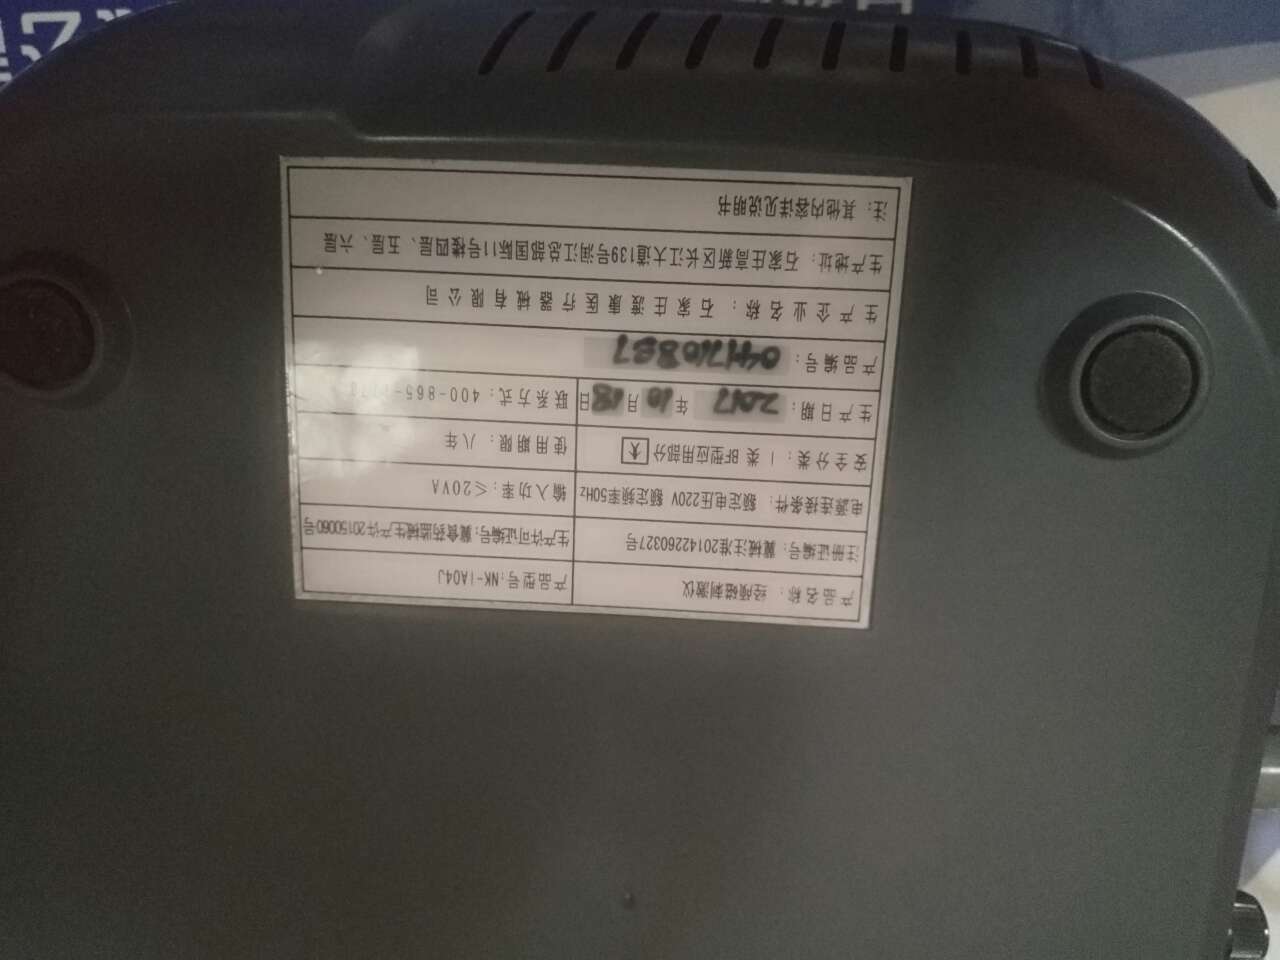 产品名称：经颅磁刺激仪 产品型号：NK-IA04J
注册证编号：冀械注准20142260327号 生产许可证编号：冀食药监械生产许20150060号
电源连接条件：额定电压220V 额定频率50Hz 输入功率：≤20VA
安全分类：I 类 BF型应用部分 使用期限：八年
生产日期：2017 年 10 月 18 日 联系方式：400-865-
产品编号：041710887
生产企业名称：石家庄渡康医疗器械有限公司
生产地址：石家庄高新区长江大道139号润江总部国际11号楼四层、五层、六层
注：其他内容详见说明书